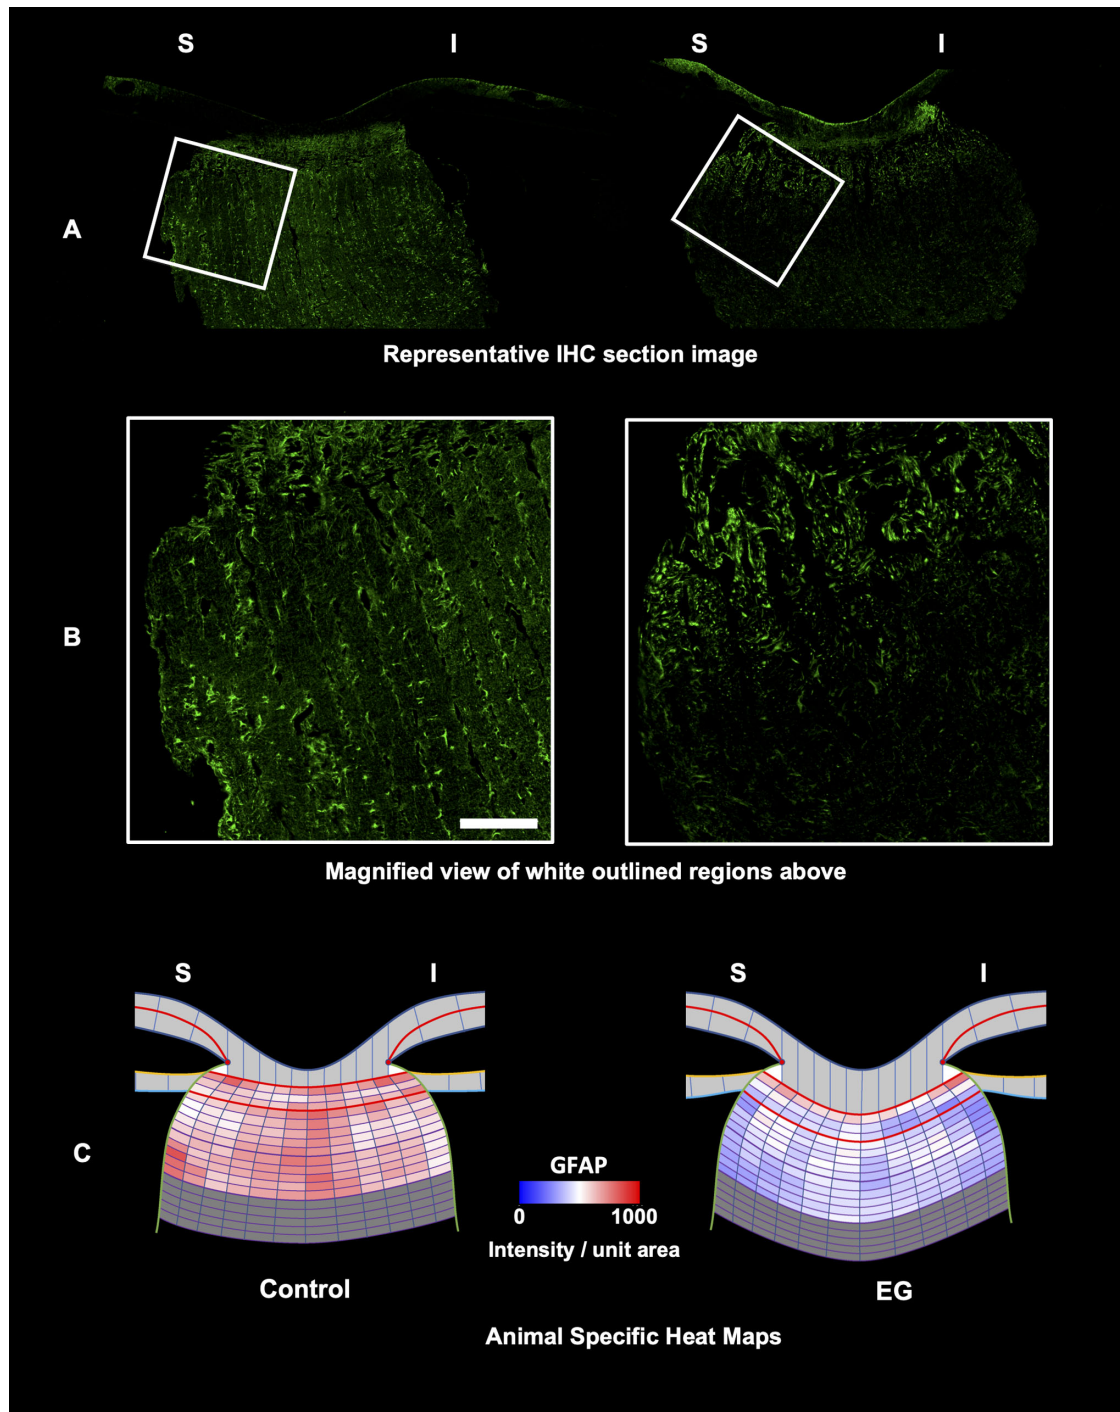 S I S I
A
Representative IHC section image
B
Magnified view of white outlined regions above
S I S I
C
GFAP
0 1000
Intensity / unit area
Control EG
Animal Specific Heat Maps